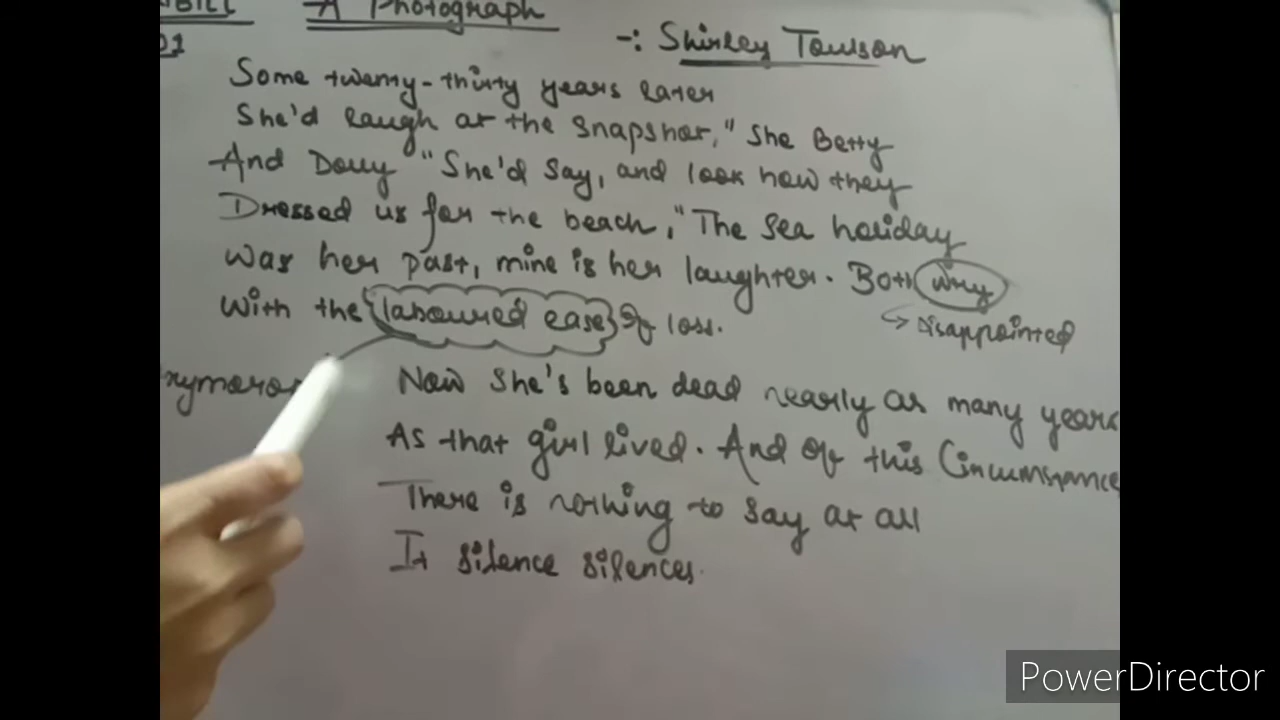 A Photograph
-: Shirley Toulson
01
Some twenty-thirty years later
She'd laugh at the snapshot," She Betty
And Dolly "She'd say, and look how they
Dressed us for the beach," The sea holiday
was her past, mine is her laughter. Both wry
With the laboured ease of loss.
→ Disappointed
Now she's been dead nearly as many years
As that girl lived. And of this Circumstance
There is nothing to say at all
It silence silences.
PowerDirector